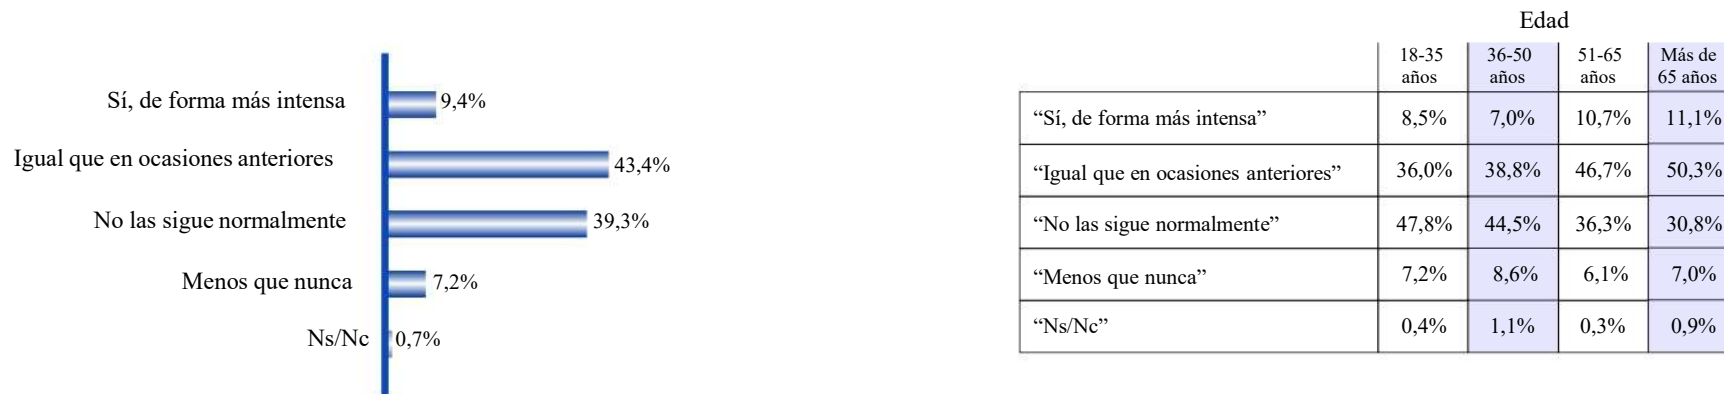 Sí, de forma más intensa 9,4%
Igual que en ocasiones anteriores 43,4%
No las sigue normalmente 39,3%
Menos que nunca 7,2%
Ns/Nc 0,7%
Edad
18-35 años 36-50 años 51-65 años Más de 65 años
“Sí, de forma más intensa” 8,5% 7,0% 10,7% 11,1%
“Igual que en ocasiones anteriores” 36,0% 38,8% 46,7% 50,3%
“No las sigue normalmente” 47,8% 44,5% 36,3% 30,8%
“Menos que nunca” 7,2% 8,6% 6,1% 7,0%
“Ns/Nc” 0,4% 1,1% 0,3% 0,9%